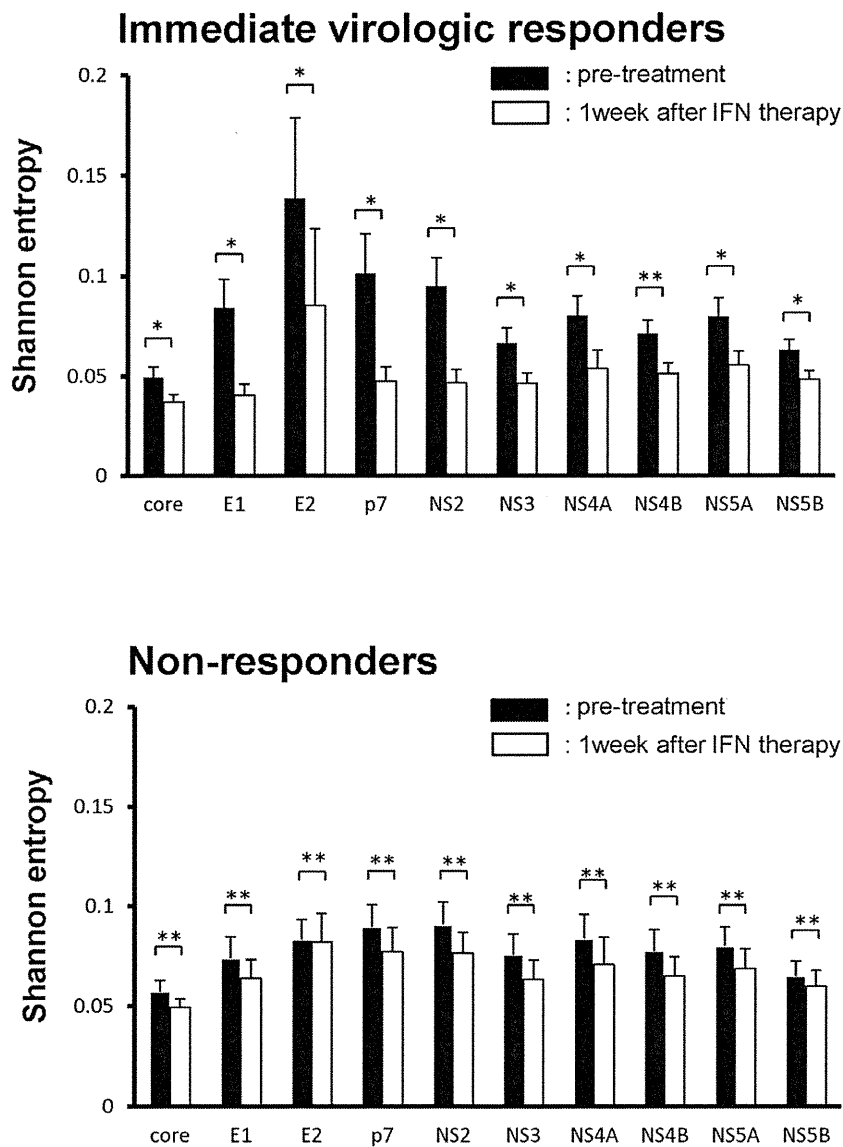 Immediate virologic responders
: pre-treatment
: 1week after IFN therapy
Shannon entropy
0.2
0.15
0.1
0.05
0
* * * * * * * ** * *
core E1 E2 p7 NS2 NS3 NS4A NS4B NS5A NS5B
Non-responders
: pre-treatment
: 1week after IFN therapy
Shannon entropy
0.2
0.15
0.1
0.05
0
** ** ** ** ** ** ** ** ** **
core E1 E2 p7 NS2 NS3 NS4A NS4B NS5A NS5B